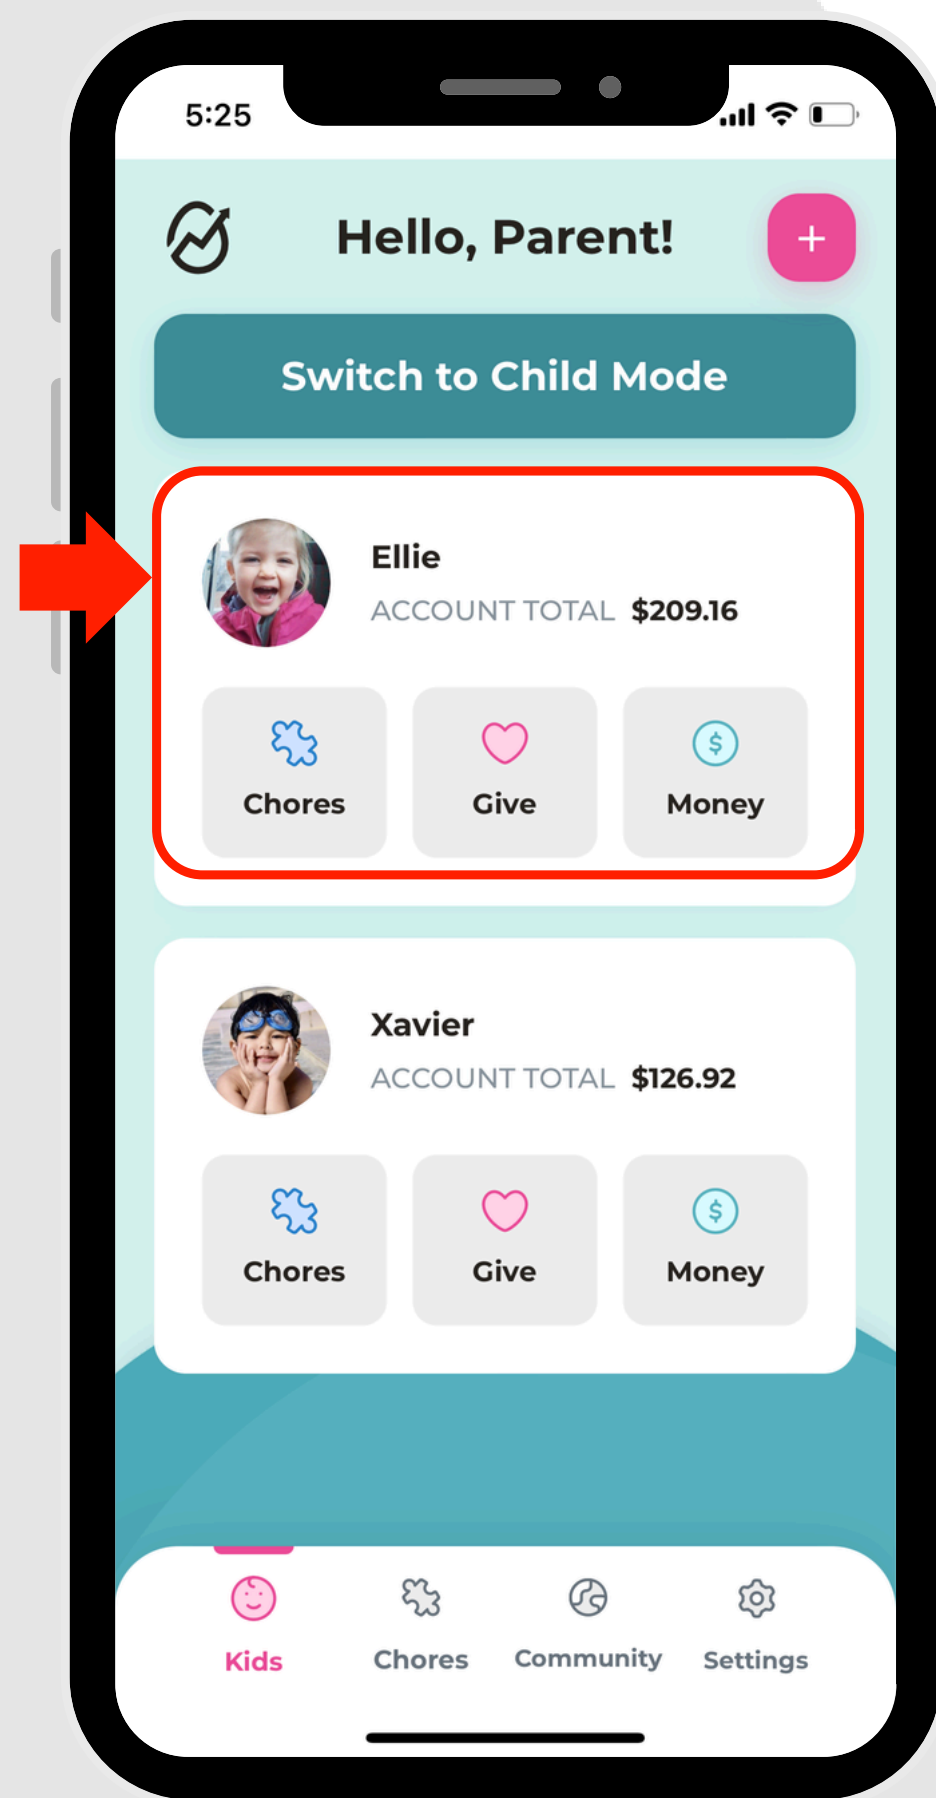 5:25
Hello, Parent!
+
Switch to Child Mode
Ellie
ACCOUNT TOTAL $209.16
$
Chores Give Money
Xavier
ACCOUNT TOTAL $126.92
$
Chores Give Money
Kids Chores Community Settings